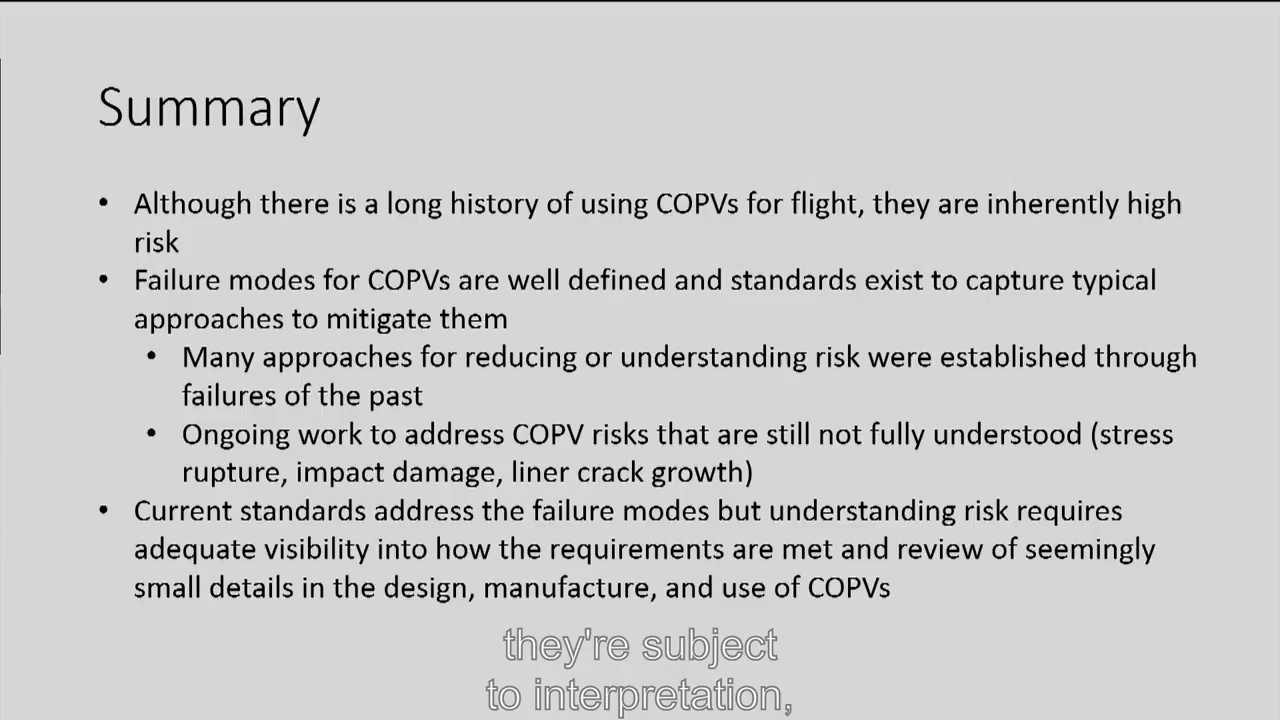 Summary
• Although there is a long history of using COPVs for flight, they are inherently high
risk
• Failure modes for COPVs are well defined and standards exist to capture typical
approaches to mitigate them
• Many approaches for reducing or understanding risk were established through
failures of the past
• Ongoing work to address COPV risks that are still not fully understood (stress
rupture, impact damage, liner crack growth)
• Current standards address the failure modes but understanding risk requires
adequate visibility into how the requirements are met and review of seemingly
small details in the design, manufacture, and use of COPVs
they're subject
to interpretation,